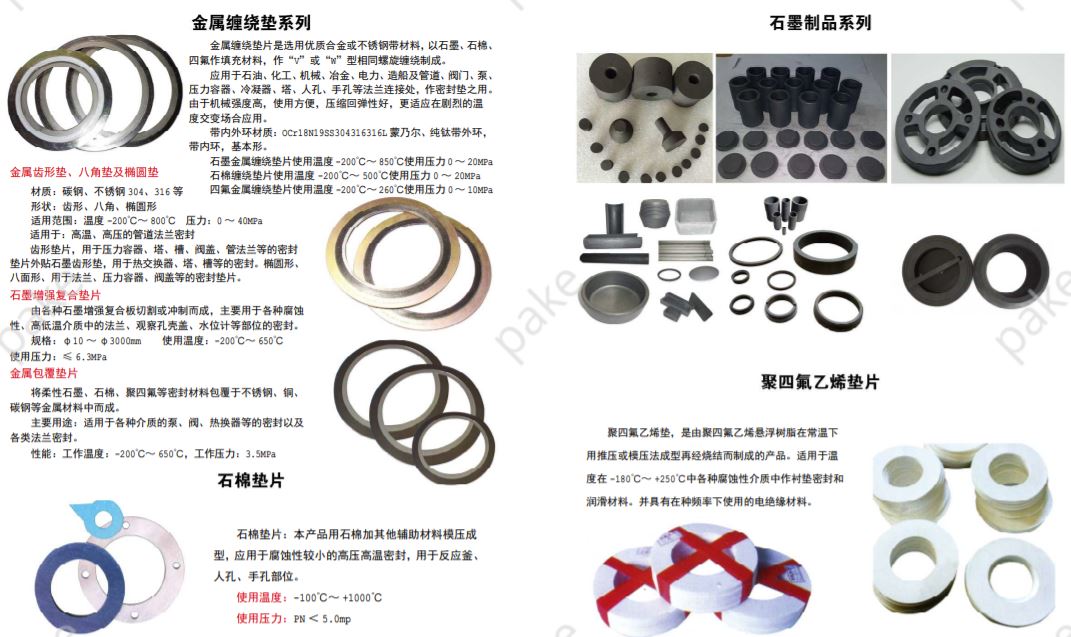 金属缠绕垫系列
金属缠绕垫片是选用优质合金或不锈钢带材料，以石墨、石棉、
四氟作填充材料，作“V”或“W”型相同螺旋缠绕制成。
应用于石油、化工、机械、冶金、电力、造船及管道、阀门、泵、
压力容器、冷凝器、塔、人孔、手孔等法兰连接处，作密封垫之用。
由于机械强度高，使用方便，压缩回弹性好，更适应在剧烈的温
度交变场合应用。
带内外环材质：OCr18N19SS304316316L 蒙乃尔、纯钛带外环，
带内环，基本形。
石墨金属缠绕垫片使用温度 -200℃～ 850℃使用压力 0 ～ 20MPa
石棉缠绕垫片使用温度 -200℃～ 500℃使用压力 0 ～ 20MPa
四氟金属缠绕垫片使用温度 -200℃～260℃使用压力 0 ～ 10MPa
金属齿形垫、八角垫及椭圆垫
材质：碳钢、不锈钢 304、316 等
形状：齿形、八角、椭圆形
适用范围：温度 -200℃～ 800℃ 压力：0 ～ 40MPa
适用于：高温、高压的管道法兰密封
齿形垫片，用于压力容器、塔、槽、阀盖、管法兰等的密封
垫片外贴石墨齿形垫，用于热交换器、塔、槽等的密封。椭圆形、
八面形、用于法兰、压力容器、阀盖等的密封垫片。
石墨增强复合垫片
由各种石墨增强复合板切割或冲制而成，主要用于各种腐蚀
性、高低温介质中的法兰、观察孔壳盖、水位计等部位的密封。
规格：φ10 ～ φ3000mm 使用温度：-200℃～ 650℃
使用压力：≤ 6.3MPa
金属包覆垫片
将柔性石墨、石棉、聚四氟等密封材料包覆于不锈钢、铜、
碳钢等金属材料中而成。
主要用途：适用于各种介质的泵、阀、热换器等的密封以及
各类法兰密封。
性能：工作温度：-200℃～ 650℃，工作压力：3.5MPa
石棉垫片
石棉垫片：本产品用石棉加其他辅助材料模压成
型，应用于腐蚀性较小的高压高温密封，用于反应釜、
人孔、手孔部位。
使用温度：-100℃～ +1000℃
使用压力：PN ＜ 5.0mp
石墨制品系列
聚四氟乙烯垫片
聚四氟乙烯垫，是由聚四氟乙烯悬浮树脂在常温下
用推压或模压法成型再经烧结而制成的产品。适用于温
度在 -180℃～ +250℃中各种腐蚀性介质中作衬垫密封和
润滑材料。并具有在种频率下使用的电绝缘材料。
pake
pake
pake